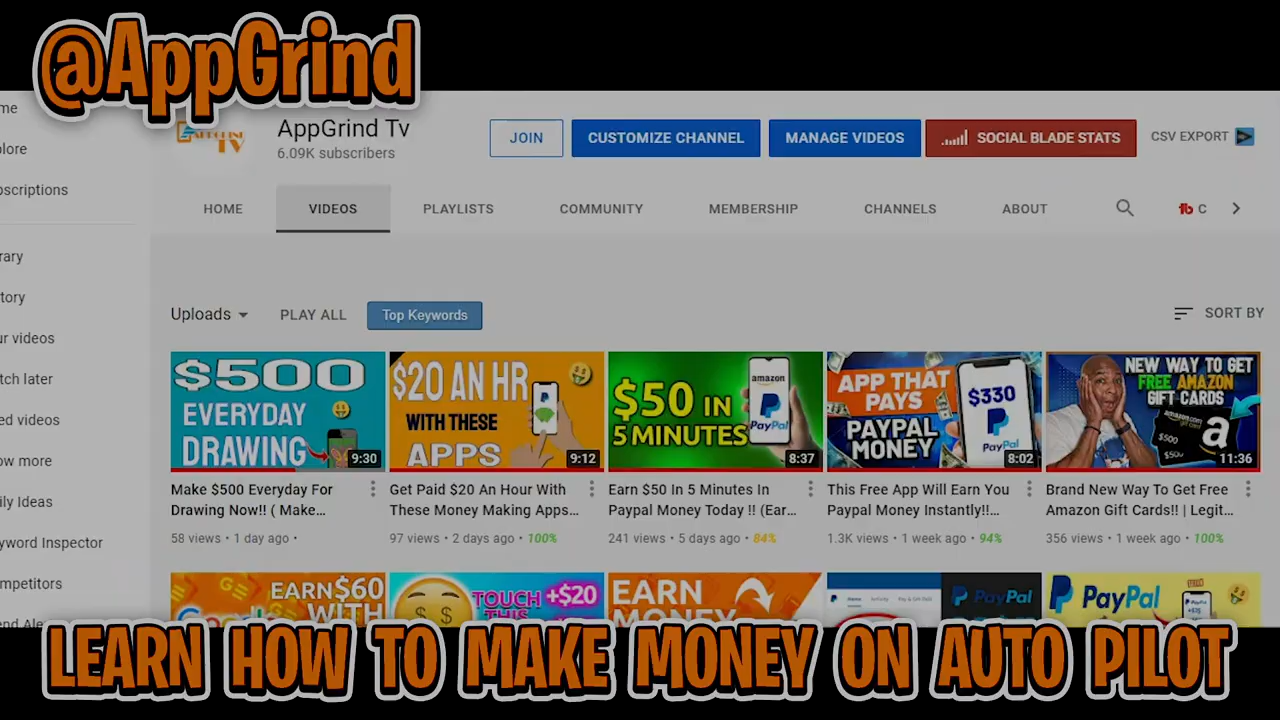 @AppGrind
me
AppGrind Tv
6.09K subscribers
JOIN
CUSTOMIZE CHANNEL
MANAGE VIDEOS
SOCIAL BLADE STATS
CSV EXPORT
plore
bscriptions
HOME
VIDEOS
PLAYLISTS
COMMUNITY
MEMBERSHIP
CHANNELS
ABOUT
C
rary
tory
Uploads
PLAY ALL
Top Keywords
SORT BY
ur videos
tch later
ed videos
ow more
ily Ideas
yword Inspector
mpetitors
$500
EVERYDAY
DRAWING
9:30
Make $500 Everyday For
Drawing Now!! ( Make...
58 views • 1 day ago •
$20 AN HR
WITH THESE
APPS
9:12
Get Paid $20 An Hour With
These Money Making Apps...
97 views • 2 days ago • 100%
$50 IN
5 MINUTES
amazon
PayPal
8:37
Earn $50 In 5 Minutes In
Paypal Money Today !! (Ear...
241 views • 5 days ago • 84%
APP THAT
PAYS
PAYPAL
MONEY
$330
PayPal
8:02
This Free App Will Earn You
Paypal Money Instantly!!...
1.3K views • 1 week ago • 94%
NEW WAY TO GET
FREE AMAZON
GIFT CARDS
amazon.com
$500
$50
a
11:36
Brand New Way To Get Free
Amazon Gift Cards!! | Legit...
356 views • 1 week ago • 100%
EARN $60
WITH
TOUCH +$20
THIS
EARN
MONEY
PayPal
PayPal
LEARN HOW TO MAKE MONEY ON AUTO PILOT